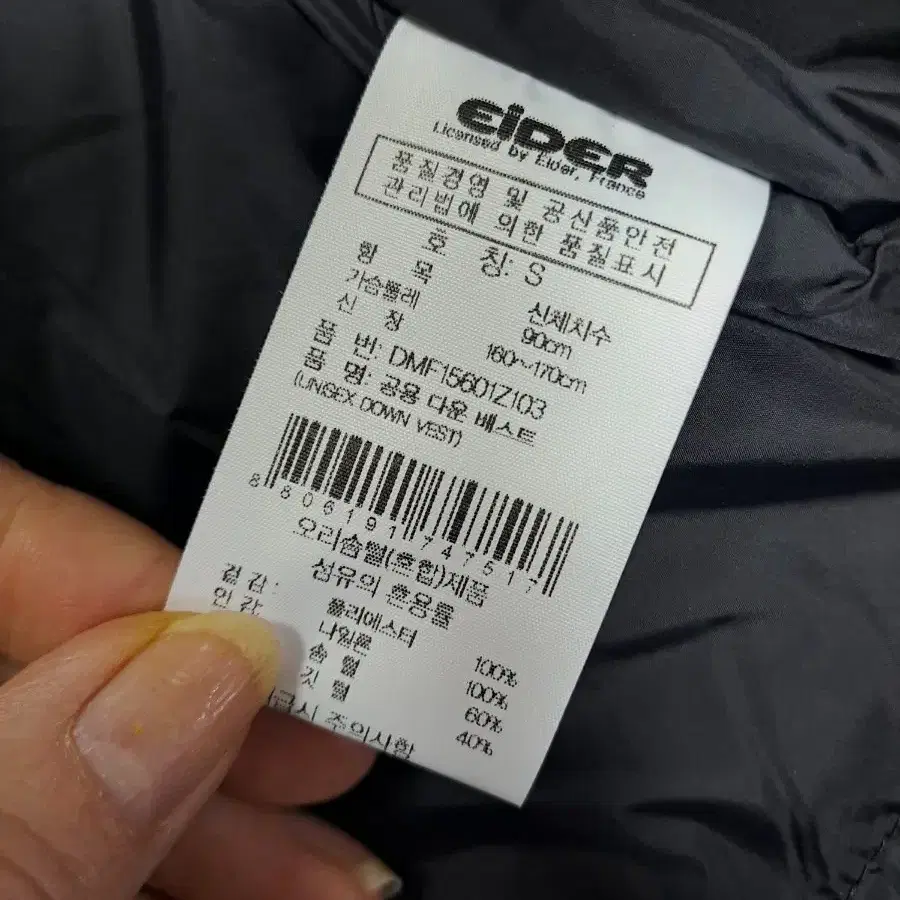 EiDER
Licensed by Eider, France
품질경영 및 공산품안전
관리법에 의한 품질표시
호 칭: S
항 목 신체치수
가슴둘레 90cm
신 장 160~170cm
품 번: DMF15601Z103
품 명: 공용 다운 베스트
(UNISEX DOWN VEST)
8 806191 747517
오리솜털(혼합)제품
섬유의 혼용률
겉감: 폴리에스터 100%
안감 나일론 100%
솜 털 60%
깃 털 40%
급시 주의사항